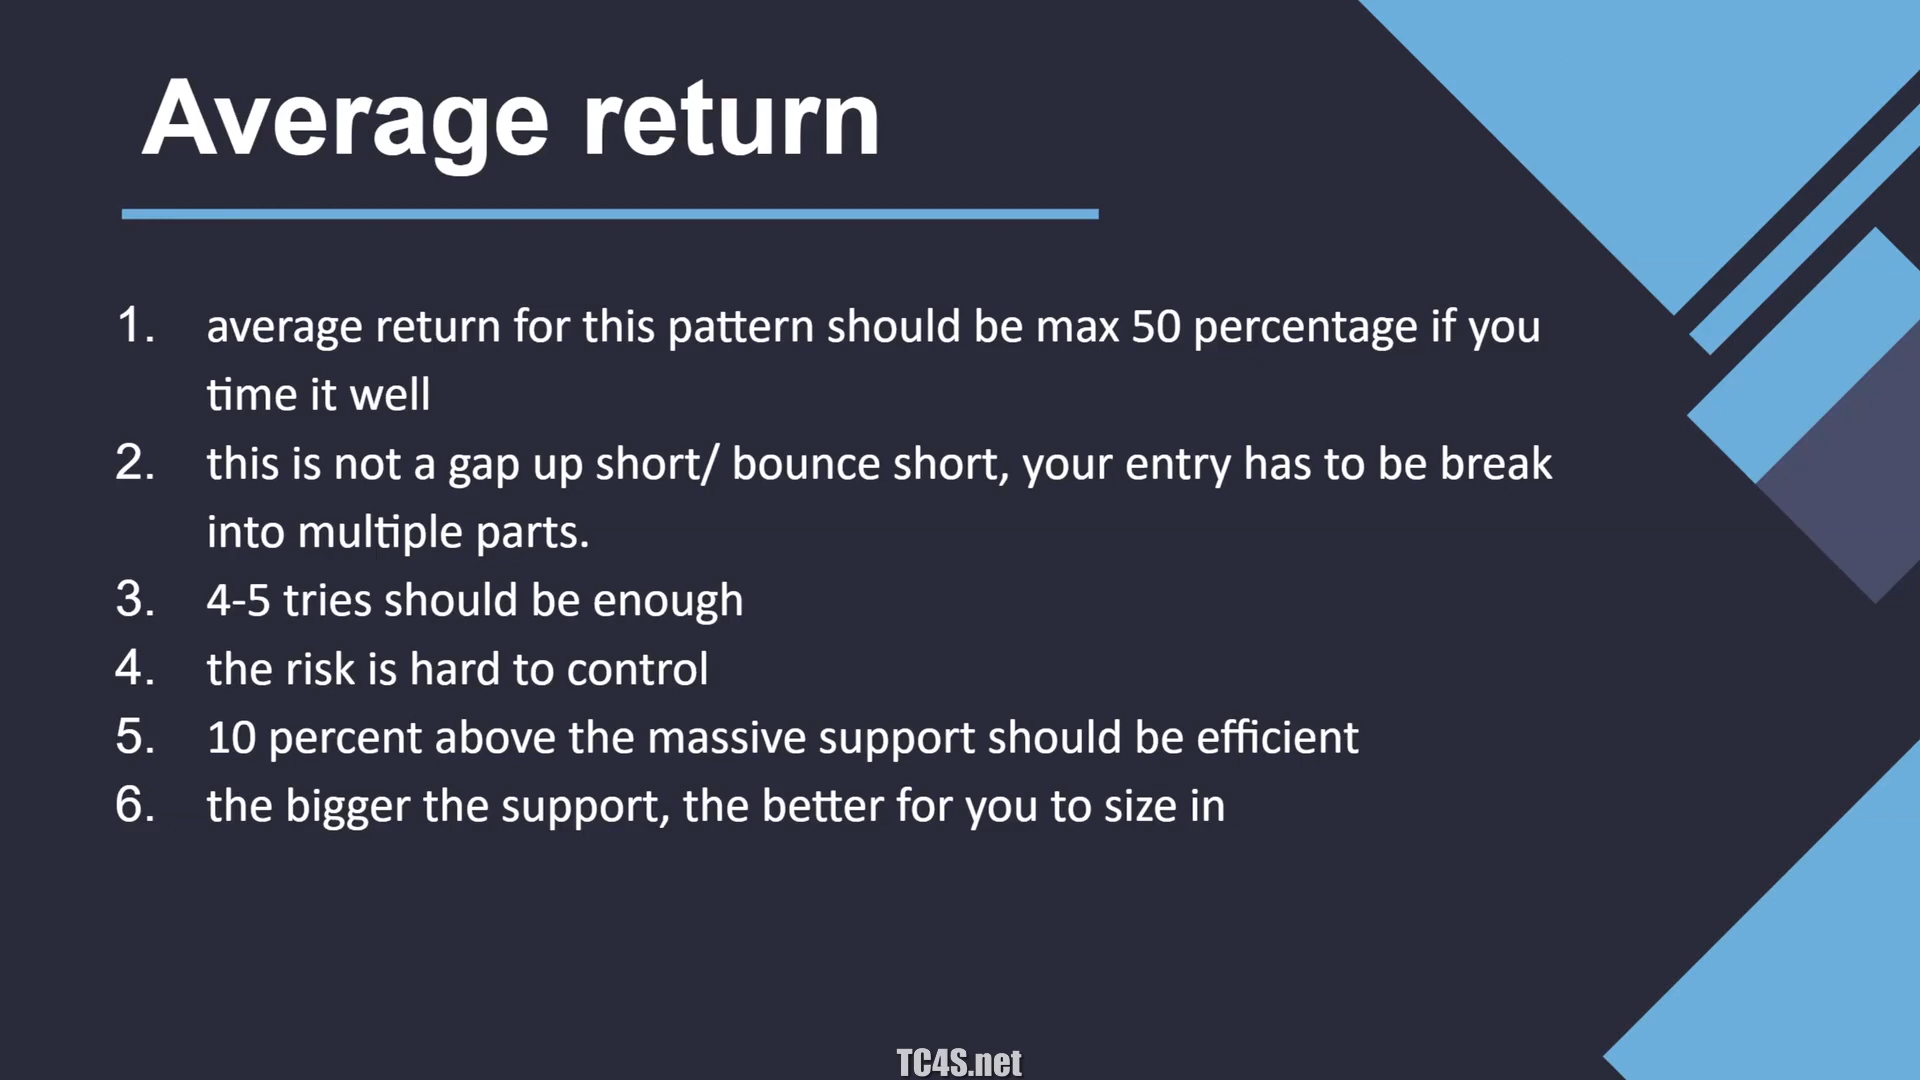 Average return
1. average return for this pattern should be max 50 percentage if you
time it well
2. this is not a gap up short/ bounce short, your entry has to be break
into multiple parts.
3. 4-5 tries should be enough
4. the risk is hard to control
5. 10 percent above the massive support should be efficient
6. the bigger the support, the better for you to size in
TC4S.net